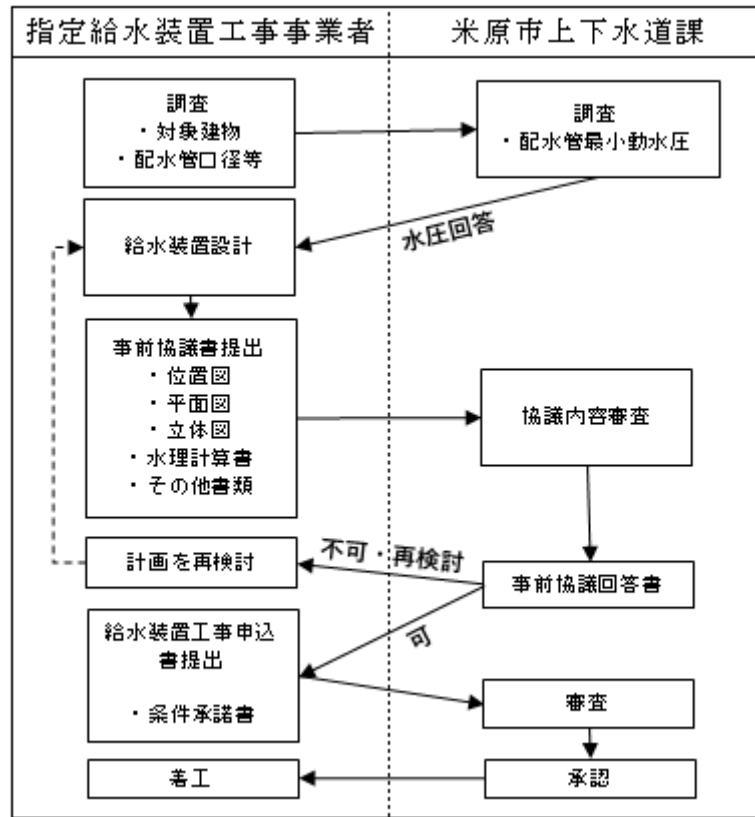 指定給水装置工事事業者
米原市上下水道課
調査
・対象建物
・配水管口径等
調査
・配水管最小動水圧
水圧回答
給水装置設計
事前協議書提出
・位置図
・平面図
・立体図
・水理計算書
・その他書類
協議内容審査
不可・再検討
計画を再検討
事前協議回答書
可
給水装置工事申込
書提出
・条件承諾書
審査
着工
承認